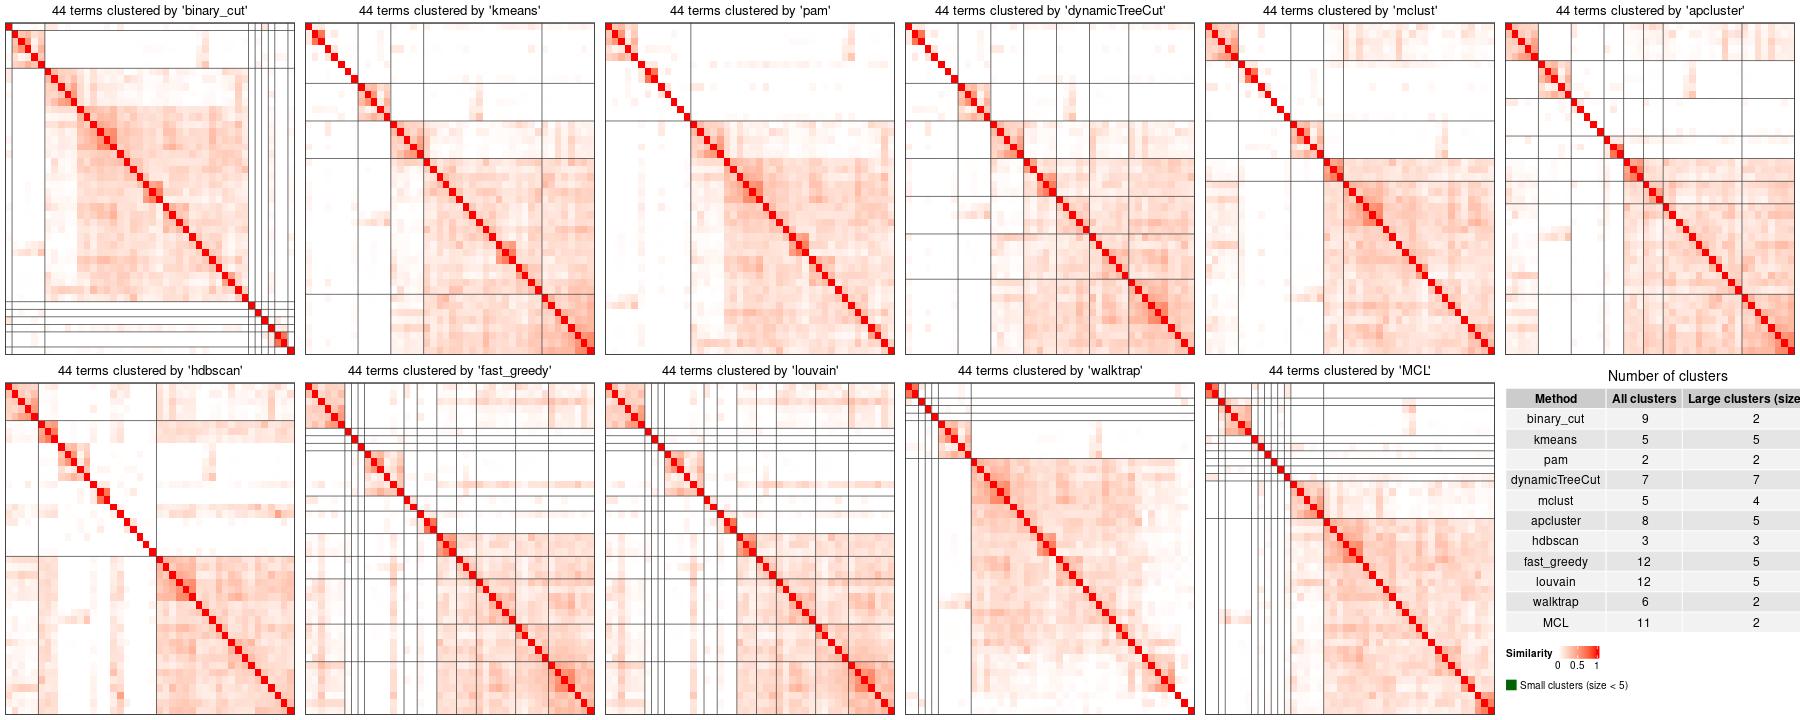 44 terms clustered by 'binary_cut'
44 terms clustered by 'kmeans'
44 terms clustered by 'pam'
44 terms clustered by 'dynamicTreeCut'
44 terms clustered by 'mclust'
44 terms clustered by 'apcluster'
44 terms clustered by 'hdbscan'
44 terms clustered by 'fast_greedy'
44 terms clustered by 'louvain'
44 terms clustered by 'walktrap'
44 terms clustered by 'MCL'
Number of clusters
Method All clusters Large clusters (size
binary_cut 9 2
kmeans 5 5
pam 2 2
dynamicTreeCut 7 7
mclust 5 4
apcluster 8 5
hdbscan 3 3
fast_greedy 12 5
louvain 12 5
walktrap 6 2
MCL 11 2
Similarity
0 0.5 1
Small clusters (size < 5)